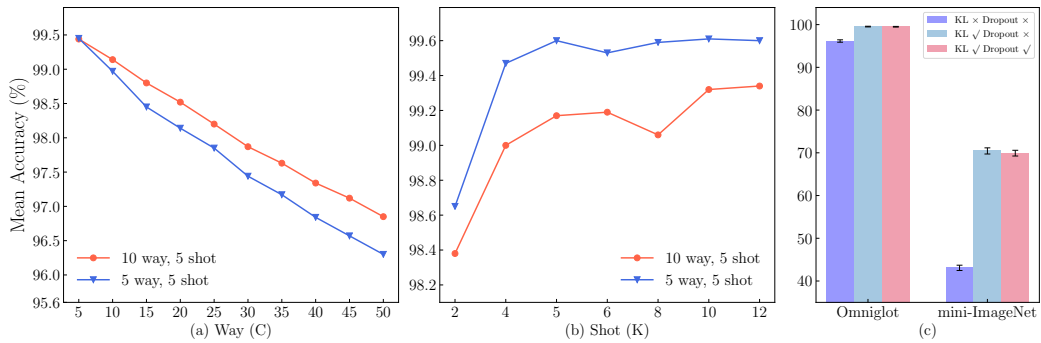 Mean Accuracy (%)
99.5
99.0
98.5
98.0
97.5
97.0
96.5
96.0
95.6
10 way, 5 shot
5 way, 5 shot
5 10 15 20 25 30 35 40 45 50
(a) Way (C)
99.6
99.4
99.2
99.0
98.8
98.6
98.4
98.2
10 way, 5 shot
5 way, 5 shot
2 4 5 6 8 10 12
(b) Shot (K)
100
90
80
70
60
50
40
KL × Dropout ×
KL √ Dropout ×
KL √ Dropout √
Omniglot mini-ImageNet
(c)